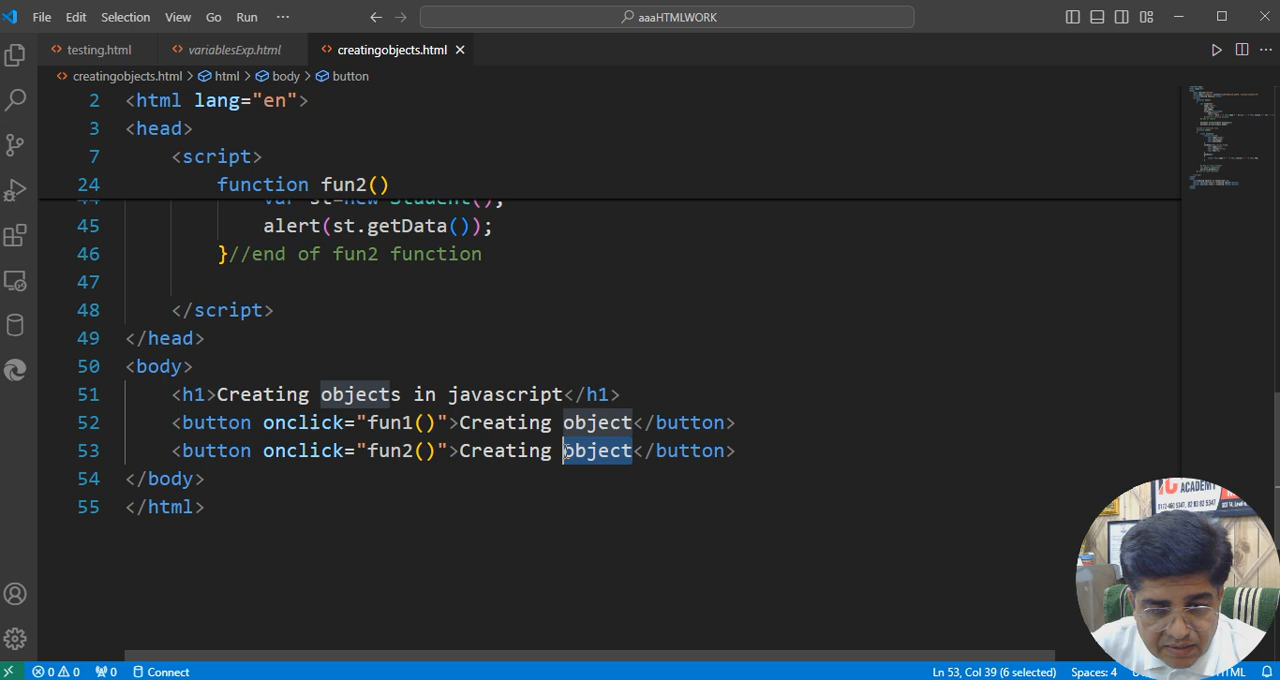 File Edit Selection View Go Run ··· aaaHTMLWORK
testing.html variablesExp.html creatingobjects.html
creatingobjects.html > html > body > button
2 <html lang="en">
3 <head>
7 <script>
24 function fun2()
44 var st=new Student();
45 alert(st.getData());
46 }//end of fun2 function
47
48 </script>
49 </head>
50 <body>
51 <h1>Creating objects in javascript</h1>
52 <button onclick="fun1()">Creating object</button>
53 <button onclick="fun2()">Creating object</button>
54 </body>
55 </html>
ACADEMY
0 0 0 Connect Ln 53, Col 39 (6 selected) Spaces: 4 HTML